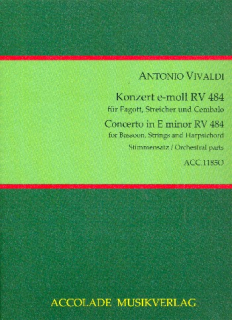 ANTONIO VIVALDI
Konzert e-moll RV 484
für Fagott, Streicher und Cembalo
Concerto in E minor RV 484
for Bassoon, Strings and Harpsichord
Stimmensatz / Orchestral parts
ACC.1185O
ACCOLADE MUSIKVERLAG